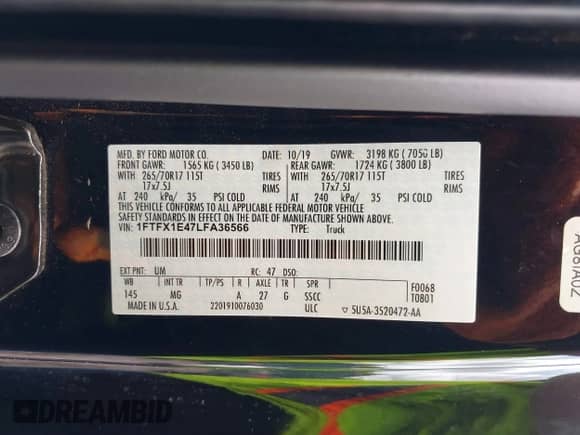 MFD. BY FORD MOTOR CO.
DATE: 10/19 GVWR: 3198 KG ( 7050 LB)
FRONT GAWR: 1565 KG ( 3450 LB)
REAR GAWR: 1724 KG ( 3800 LB)
WITH 265/70R17 115T TIRES
17x7.5J RIMS
AT 240 kPa/ 35 PSI COLD
WITH 265/70R17 115T TIRES
17x7.5J RIMS
AT 240 kPa/ 35 PSI COLD
THIS VEHICLE CONFORMS TO ALL APPLICABLE FEDERAL MOTOR VEHICLE
SAFETY STANDARDS IN EFFECT ON THE DATE OF MANUFACTURE SHOWN ABOVE.
VIN: 1FTFX1E47LFA36566
TYPE: Truck
F0068
T0801
EXT PNT: UM RC: 47 DSO:
WB INT TR TP/PS R AXLE TR SPR
145 MG A 27 G SSCC
MADE IN U.S.A. 2201910076030 ULC
▽ 5U5A-3520472-AA
AG8IA02
DREAMBID